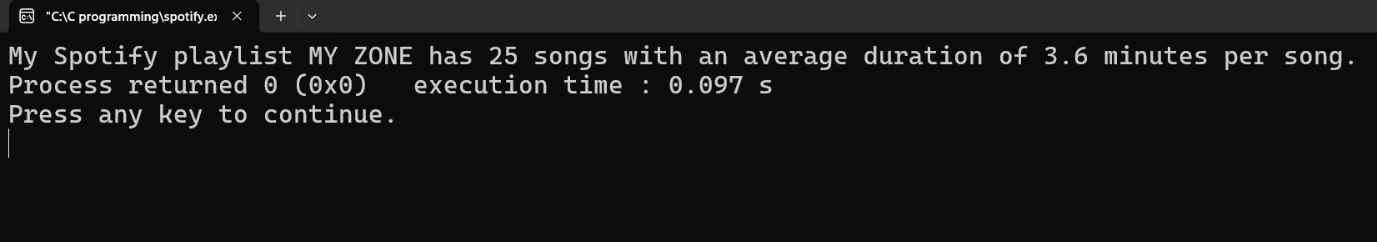 "C:\C programming\spotify.ex
My Spotify playlist MY ZONE has 25 songs with an average duration of 3.6 minutes per song.
Process returned 0 (0x0)   execution time : 0.097 s
Press any key to continue.